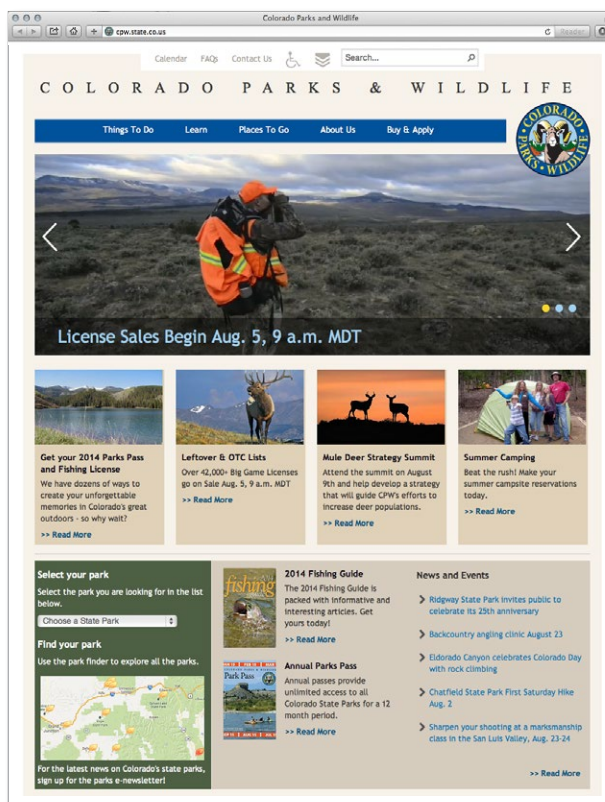 Colorado Parks and Wildlife
cpw.state.co.us
Reader
Calendar FAQs Contact Us Search...
COLORADO PARKS & WILDLIFE
Things To Do Learn Places To Go About Us Buy & Apply
COLORADO
PARKS • WILDLIFE
License Sales Begin Aug. 5, 9 a.m. MDT
Get your 2014 Parks Pass
and Fishing License
We have dozens of ways to
create your unforgettable
memories in Colorado's great
outdoors - so why wait?
>> Read More
Leftover & OTC Lists
Over 42,000+ Big Game Licenses
go on Sale Aug. 5, 9 a.m. MDT
>> Read More
Mule Deer Strategy Summit
Attend the summit on August
9th and help develop a strategy
that will guide CPW's efforts to
increase deer populations.
>> Read More
Summer Camping
Beat the rush! Make your
summer campsite reservations
today.
>> Read More
Select your park
Select the park you are looking for in the list
below.
Choose a State Park
Find your park
Use the park finder to explore all the parks.
For the latest news on Colorado's state parks,
sign up for the parks e-newsletter!
fishing
2014 Fishing Guide
The 2014 Fishing Guide is
packed with informative and
interesting articles. Get
yours today!
>> Read More
Park Pass
Annual Parks Pass
Annual passes provide
unlimited access to all
Colorado State Parks for a 12
month period.
>> Read More
News and Events
Ridgway State Park invites public to
celebrate its 25th anniversary
Backcountry angling clinic August 23
Eldorado Canyon celebrates Colorado Day
with rock climbing
Chatfield State Park First Saturday Hike
Aug. 2
Sharpen your shooting at a marksmanship
class in the San Luis Valley, Aug. 23-24
>> Read More